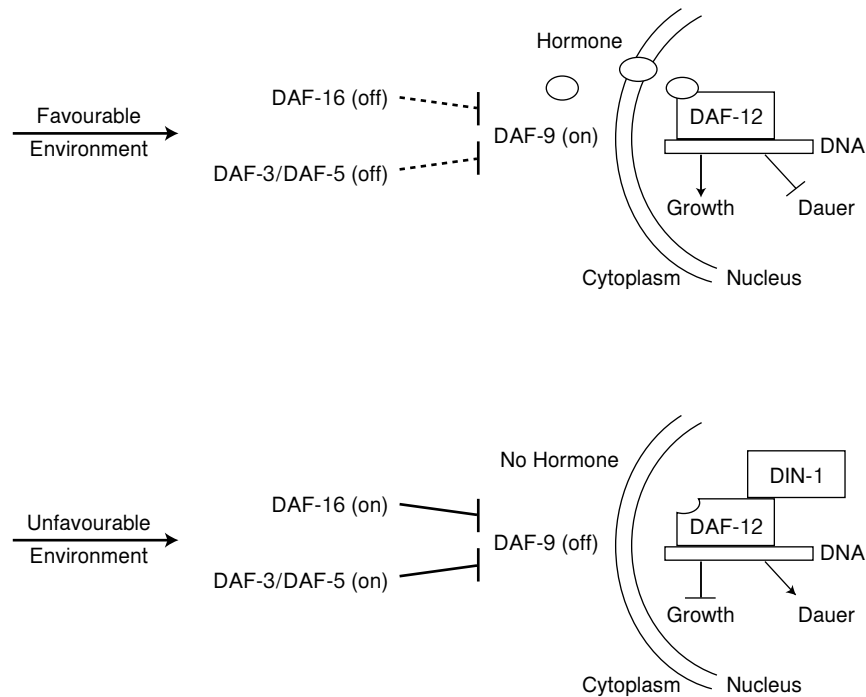 Hormone
DAF-16 (off)
DAF-12
Favourable
DAF-9 (on)
DNA
Environment
DAF-3/DAF-5 (off)
Growth
Dauer
Cytoplasm
Nucleus
No Hormone
DIN-1
DAF-16 (on)
DAF-12
Unfavourable
DAF-9 (off)
DNA
Environment
DAF-3/DAF-5 (on)
Growth
Dauer
Cytoplasm
Nucleus